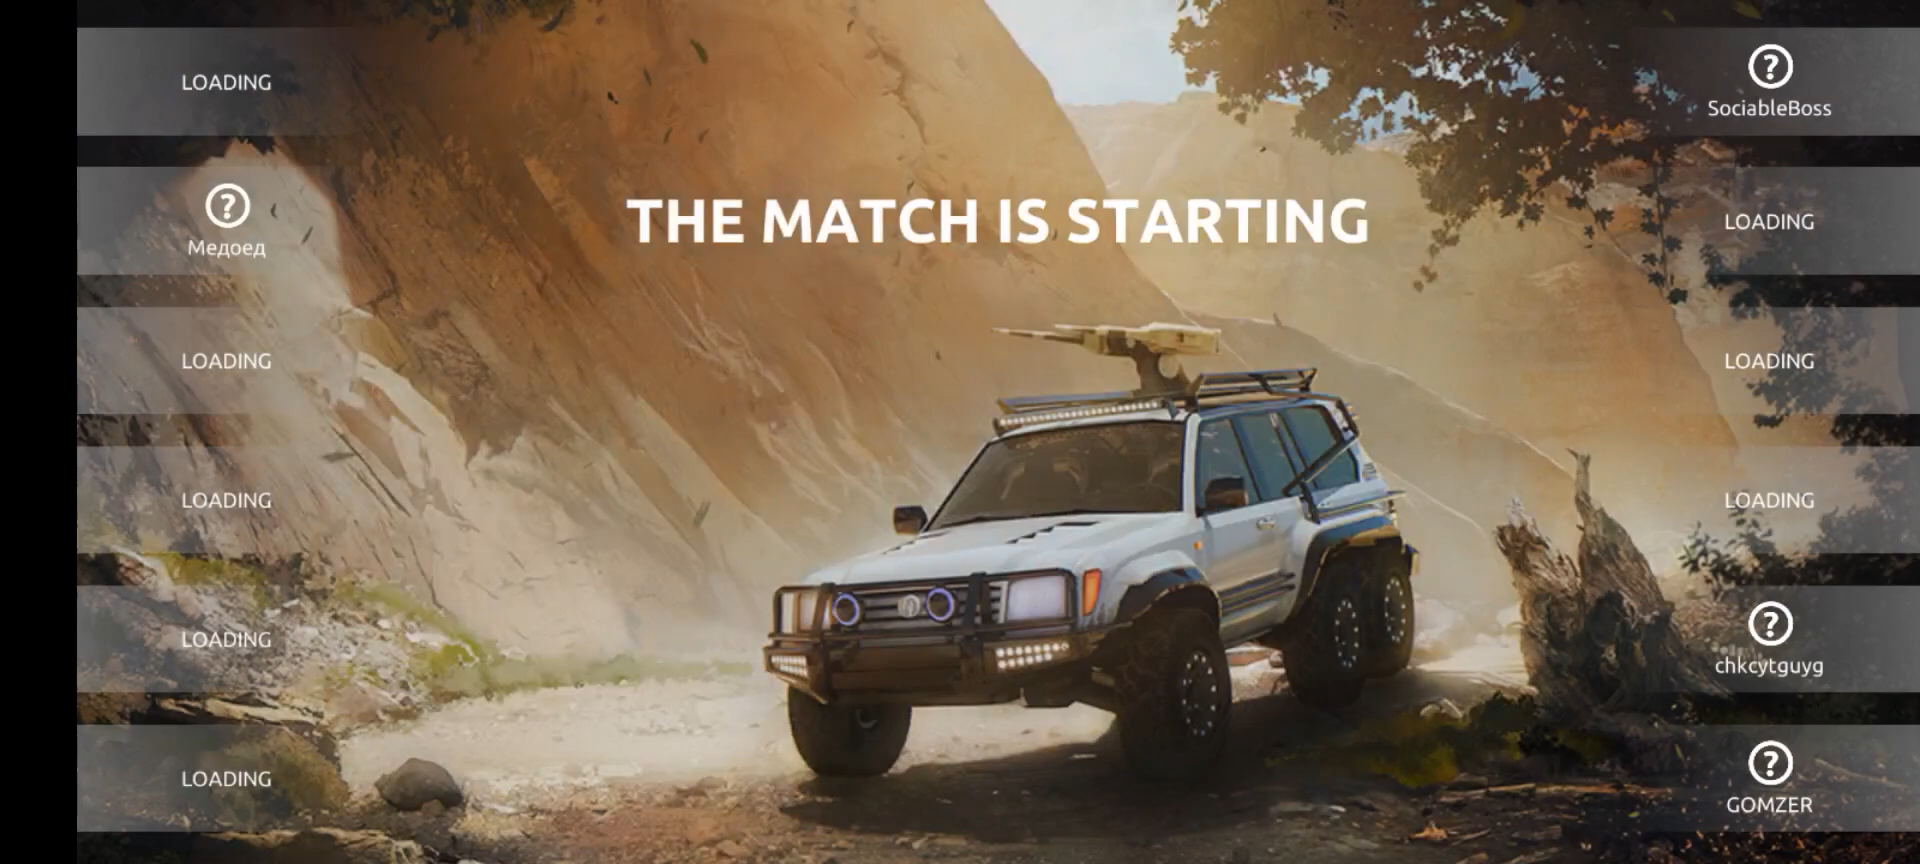 LOADING
Медоед
LOADING
LOADING
LOADING
LOADING
THE MATCH IS STARTING
SociableBoss
LOADING
LOADING
LOADING
chkcytguyg
GOMZER